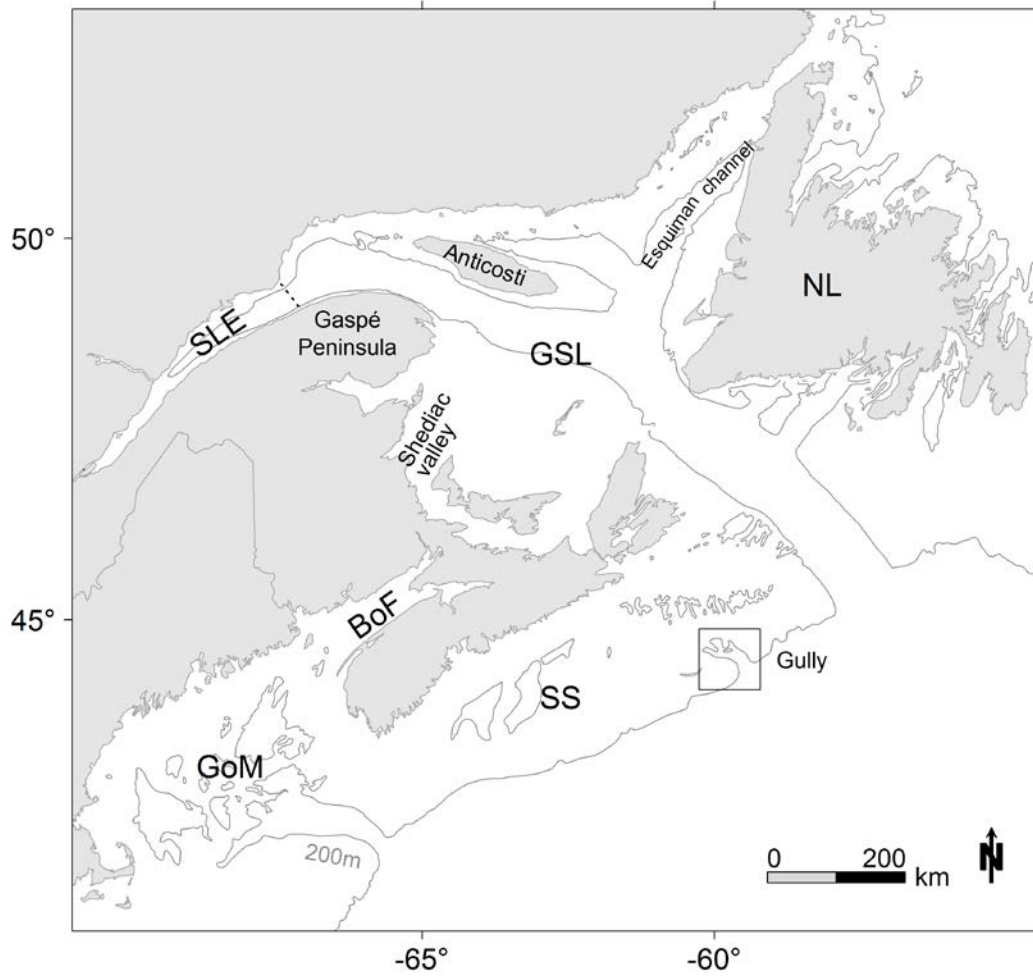 50°
Esquiman channel
Anticosti
NL
SLE
Gaspé
Peninsula
GSL
Shediac
valley
45°
BoF
Gully
SS
GoM
200m
0 200
km
N
-65° -60°